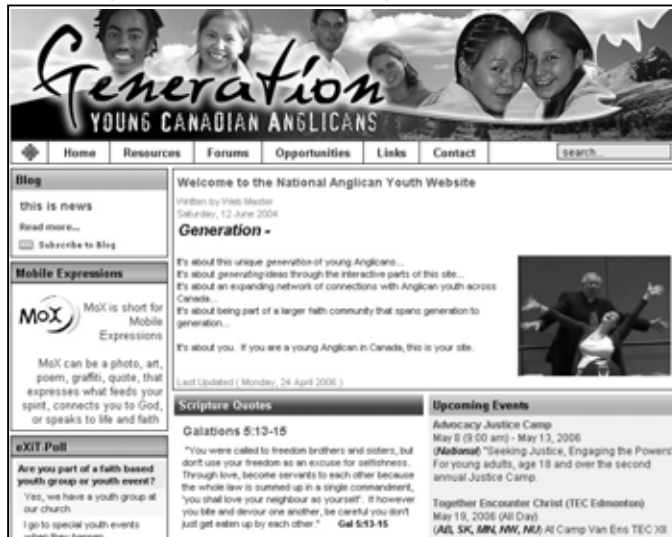 Generation
YOUNG CANADIAN ANGLICANS
Home Resources Forums Opportunities Links Contact search...
Blog
this is news
Read more...
Subscribe to Blog
Mobile Expressions
MoX
MoX is short for
Mobile
Expressions
MoX can be a photo, art,
poem, graffiti, quote, that
expresses what feeds your
spirit, connects you to God,
or speaks to life and faith
eXiT-Poll
Are you part of a faith based
youth group or youth event?
Yes, we have a youth group at
our church
I go to special youth events
when they happen
Welcome to the National Anglican Youth Website
Written by Web Master
Saturday, 12 June 2004
Generation -
It's about this unique generation of young Anglicans...
It's about generating ideas through the interactive parts of this site...
It's about an expanding network of connections with Anglican youth across
Canada...
It's about being part of a larger faith community that spans generation to
generation...
It's about you. If you are a young Anglican in Canada, this is your site.
Last Updated ( Monday, 24 April 2006 )
Scripture Quotes
Galations 5:13-15
"You were called to freedom brothers and sisters, but
don't use your freedom as an excuse for selfishness.
Through love, become servants to each other because
the whole law is summed up in a single commandment,
'you shall love your neighbour as yourself'. If however
you bite and devour one another, be careful you don't
just get eaten up by each other." Gal 5:13-15
Upcoming Events
Advocacy Justice Camp
May 8 (9:00 am) - May 13, 2006
(National) "Seeking Justice, Engaging the Powers"
For young adults, age 18 and over the second
annual Justice Camp.
Together Encounter Christ (TEC Edmonton)
May 19, 2006 (All Day)
(AB, SK, MN, NW, NU) At Camp Van Ens TEC XII